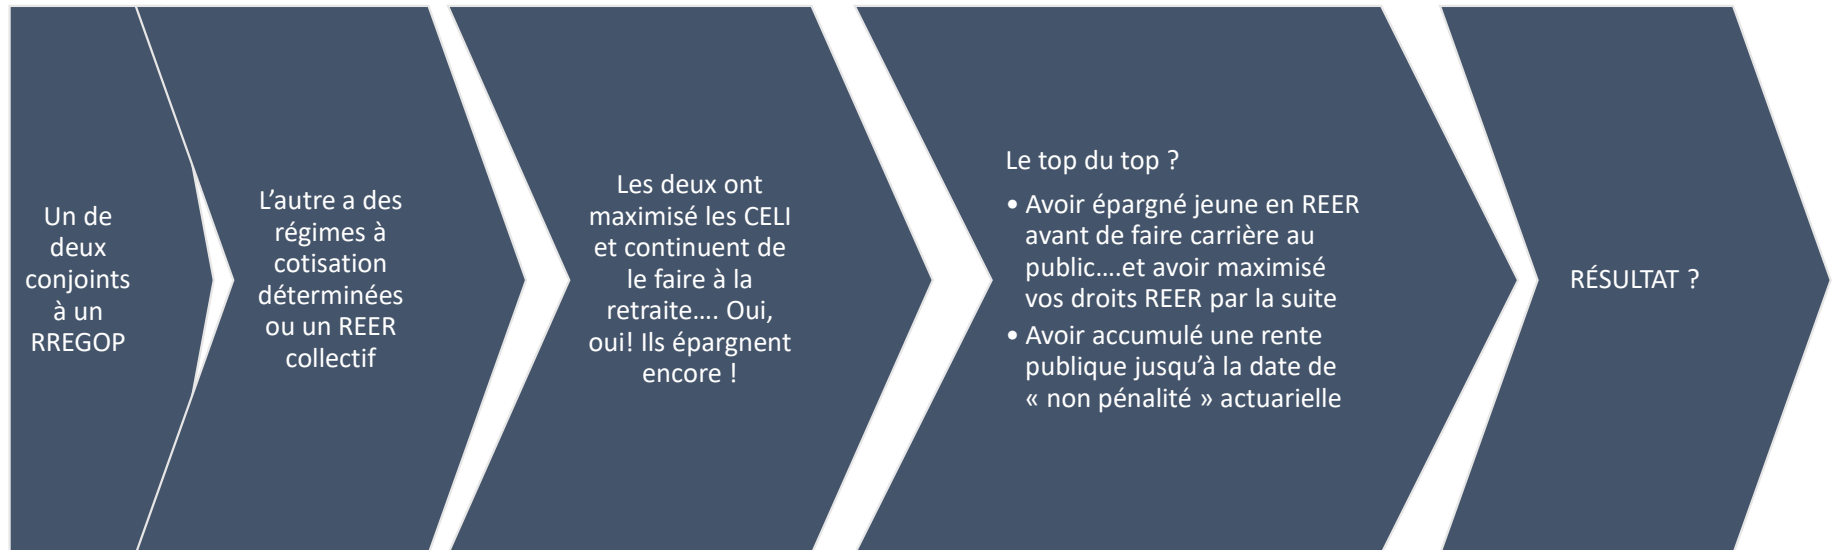 Un de
deux
conjoints
à un
RREGOP
L’autre a des
régimes à
cotisation
déterminées
ou un REER
collectif
Les deux ont
maximisé les CELI
et continuent de
le faire à la
retraite…. Oui,
oui! Ils épargnent
encore !
Le top du top ?
• Avoir épargné jeune en REER
avant de faire carrière au
public….et avoir maximisé
vos droits REER par la suite
• Avoir accumulé une rente
publique jusqu’à la date de
« non pénalité » actuarielle
RÉSULTAT ?